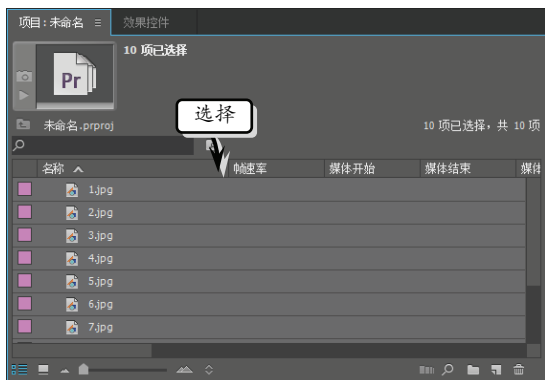 项目:未命名 ≡ 效果控件
10 项已选择
Pr
未命名.prproj
选择
10 项已选择，共 10 项
名称 帧速率 媒体开始 媒体结束 媒体
1.jpg
2.jpg
3.jpg
4.jpg
5.jpg
6.jpg
7.jpg